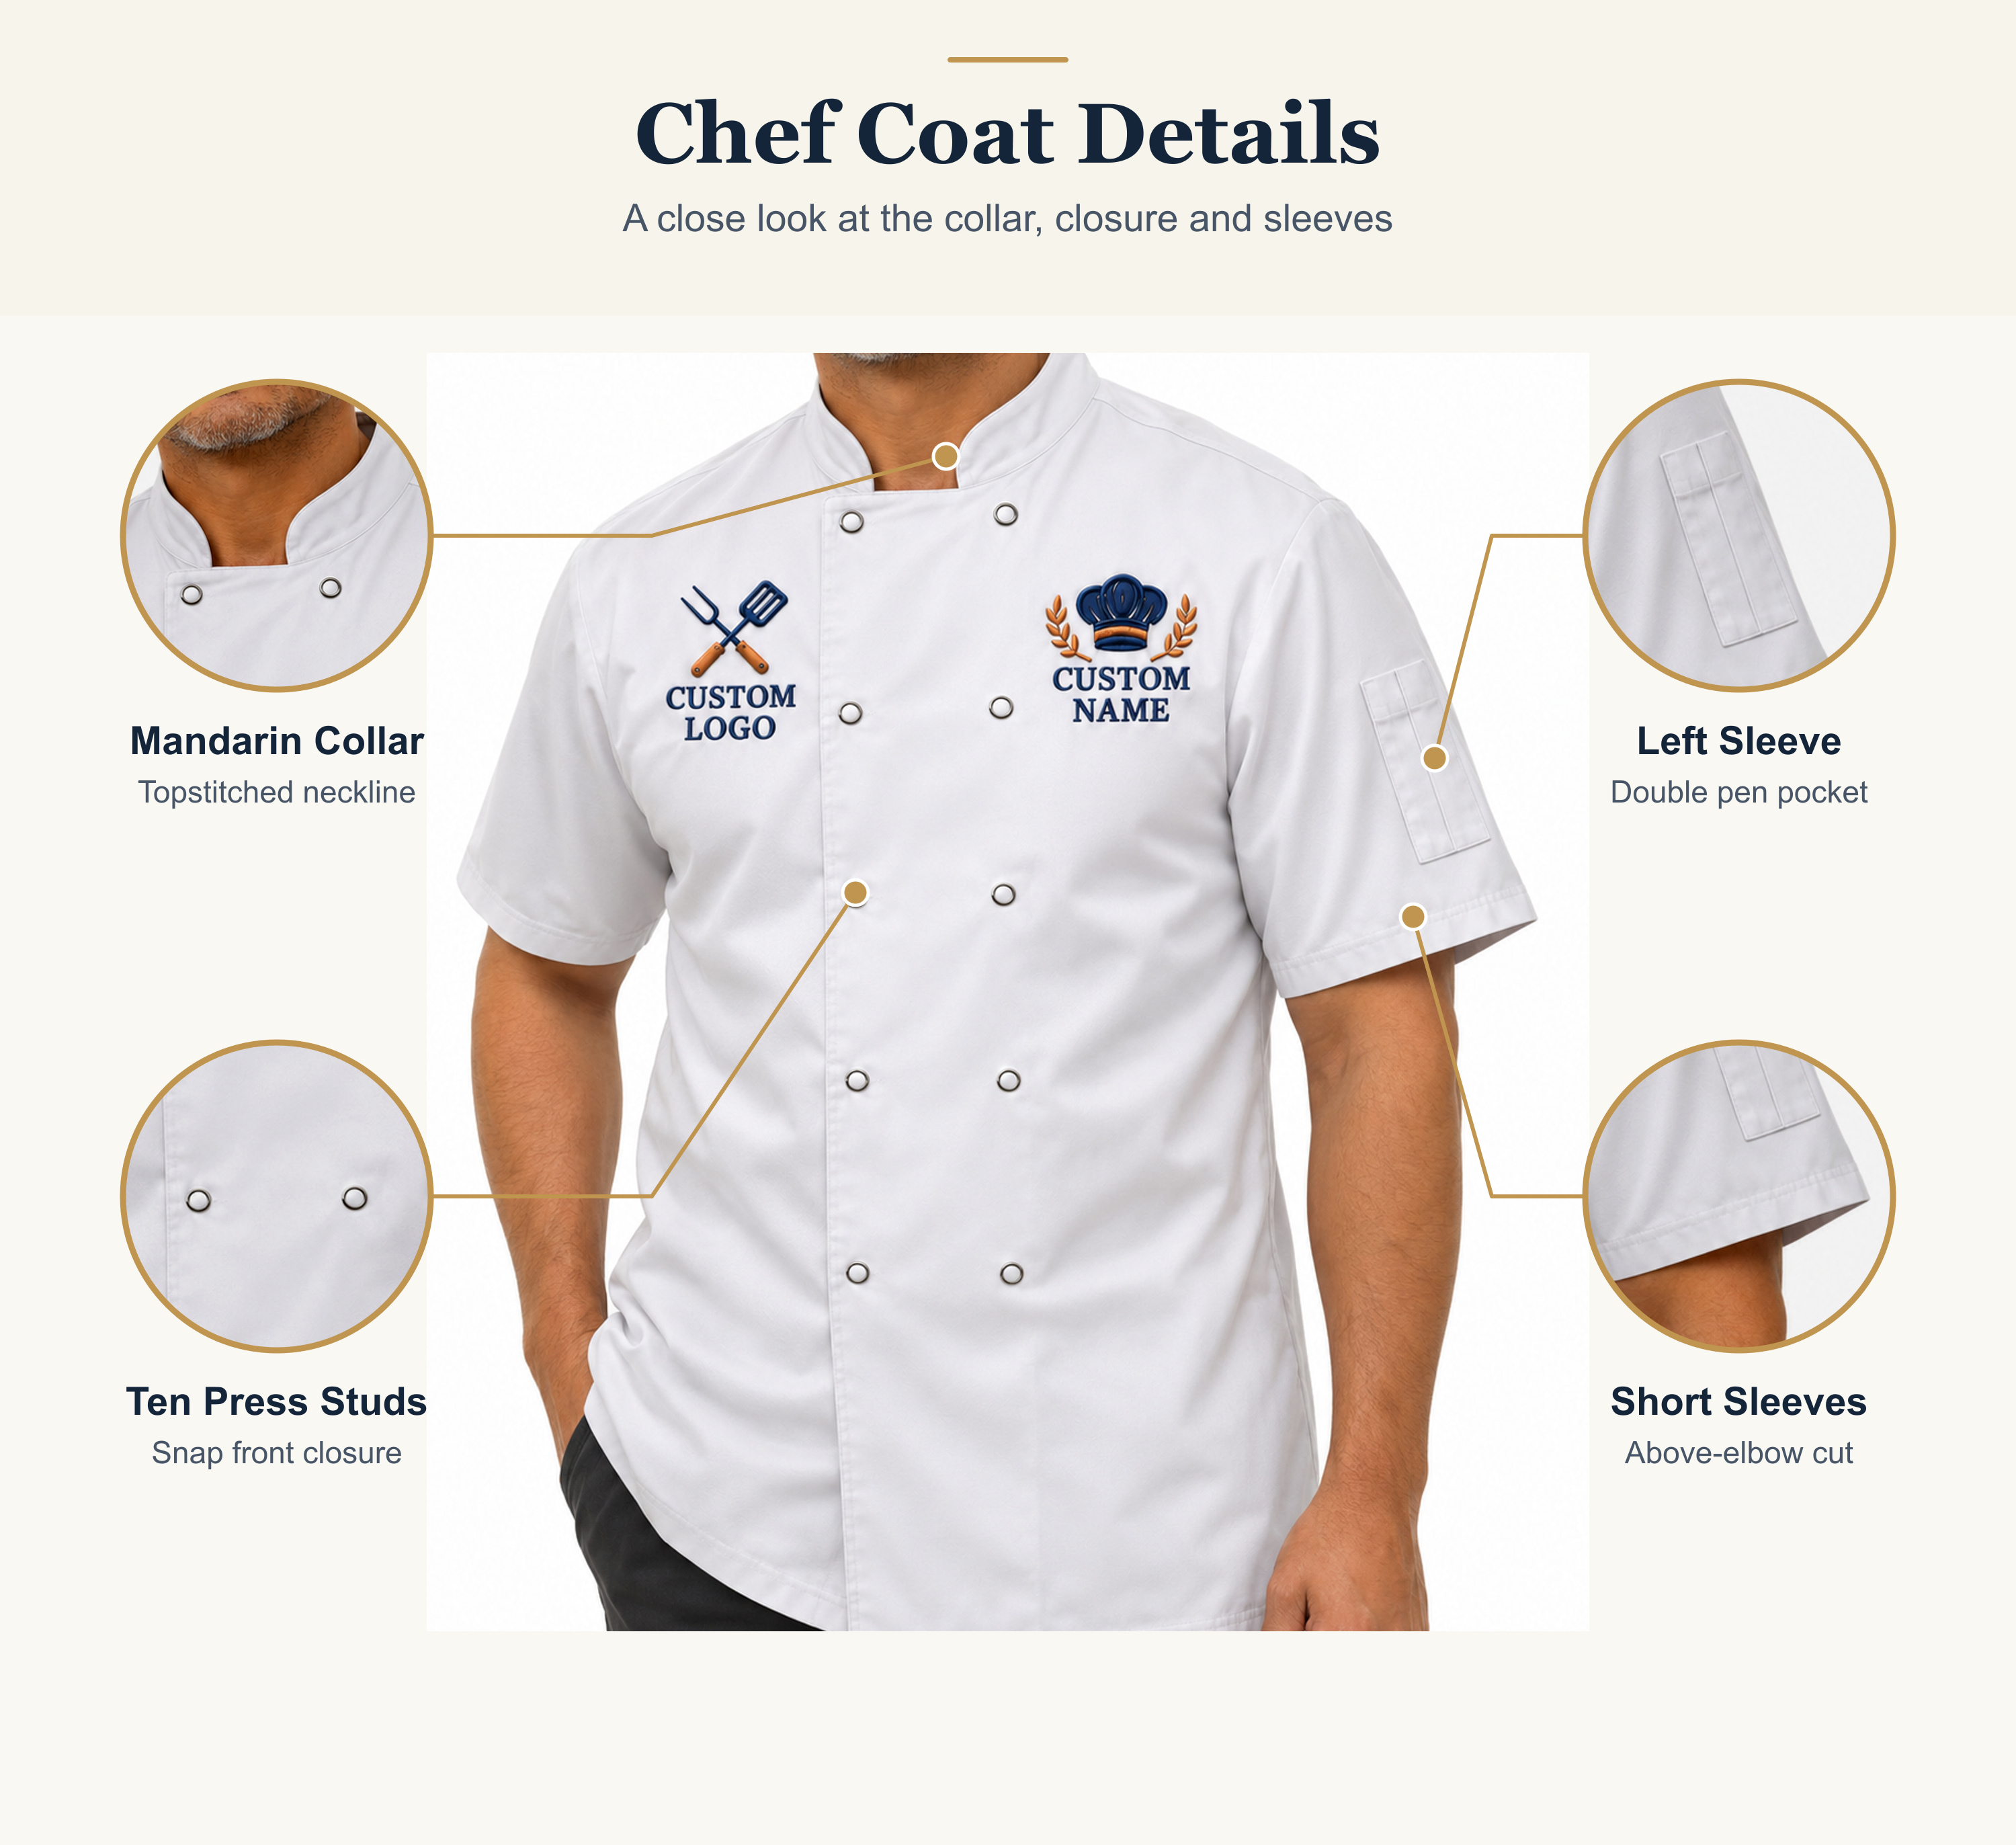 Chef Coat Details
A close look at the collar, closure and sleeves
CUSTOM
LOGO
CUSTOM
NAME
Mandarin Collar
Topstitched neckline
Left Sleeve
Double pen pocket
Ten Press Studs
Snap front closure
Short Sleeves
Above-elbow cut